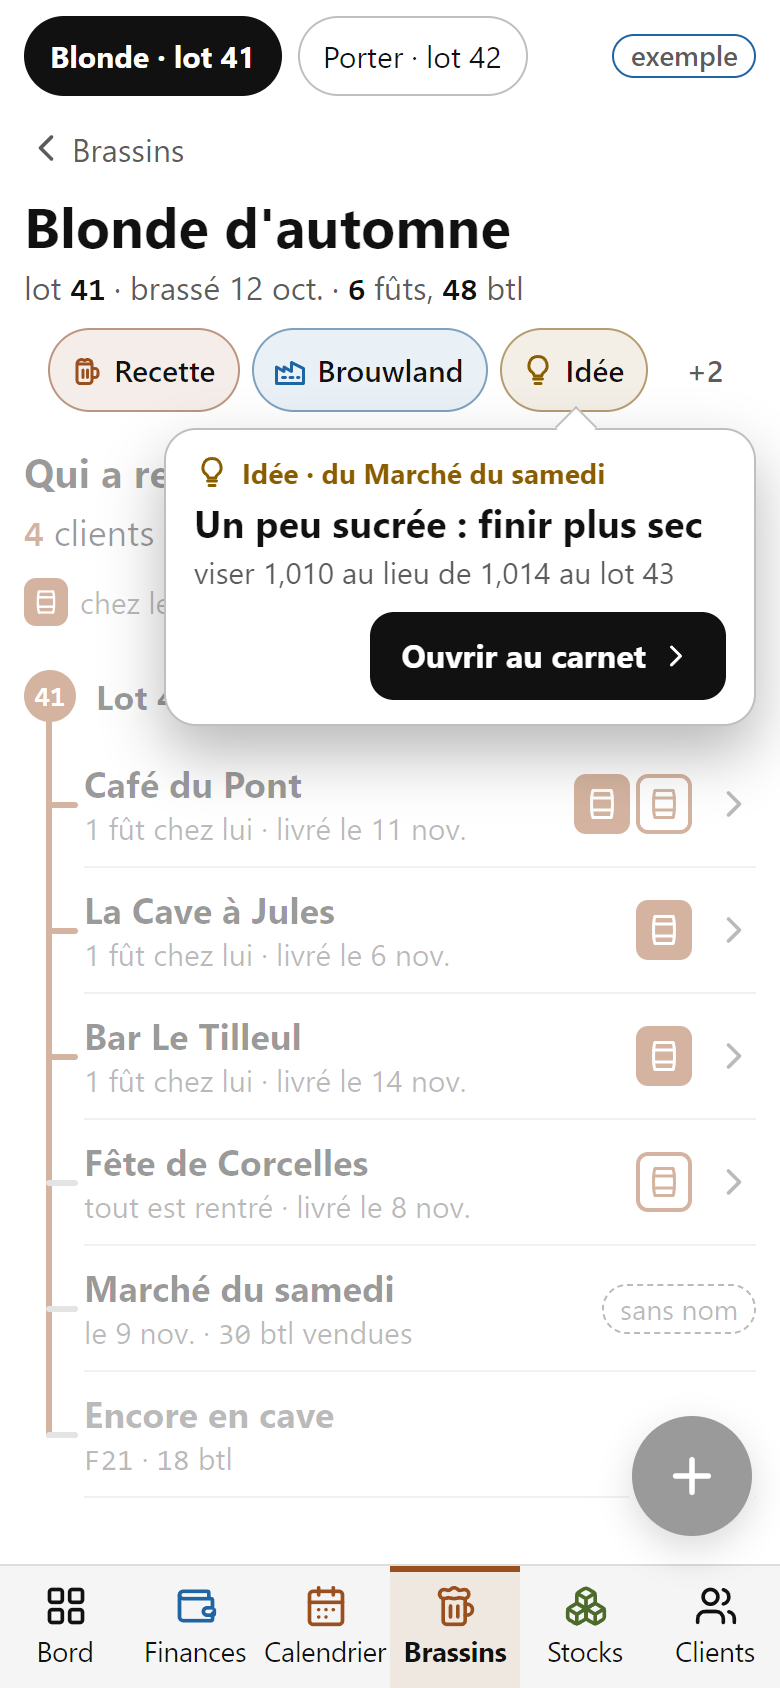 Blonde · lot 41
Porter · lot 42
exemple
Brassins
Blonde d'automne
lot 41 · brassé 12 oct. · 6 fûts, 48 btl
Recette
Brouwland
Idée
+2
Qui a re
4 clients
chez le
Idée · du Marché du samedi
Un peu sucrée : finir plus sec
viser 1,010 au lieu de 1,014 au lot 43
Ouvrir au carnet
41
Lot
Café du Pont
1 fût chez lui · livré le 11 nov.
La Cave à Jules
1 fût chez lui · livré le 6 nov.
Bar Le Tilleul
1 fût chez lui · livré le 14 nov.
Fête de Corcelles
tout est rentré · livré le 8 nov.
Marché du samedi
le 9 nov. · 30 btl vendues
sans nom
Encore en cave
F21 · 18 btl
Bord
Finances
Calendrier
Brassins
Stocks
Clients